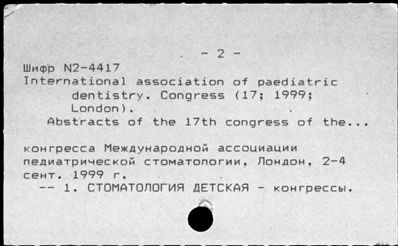 - 2 -
Шифр N2-4417
International association of paediatric
dentistry. Congress (17; 1999;
London).
Abstracts of the 17th congress of the...
конгресса Международной ассоциации
педиатрической стоматологии, Лондон, 2-4
сент. 1999 г.
-- 1. СТОМАТОЛОГИЯ ДЕТСКАЯ - конгрессы.